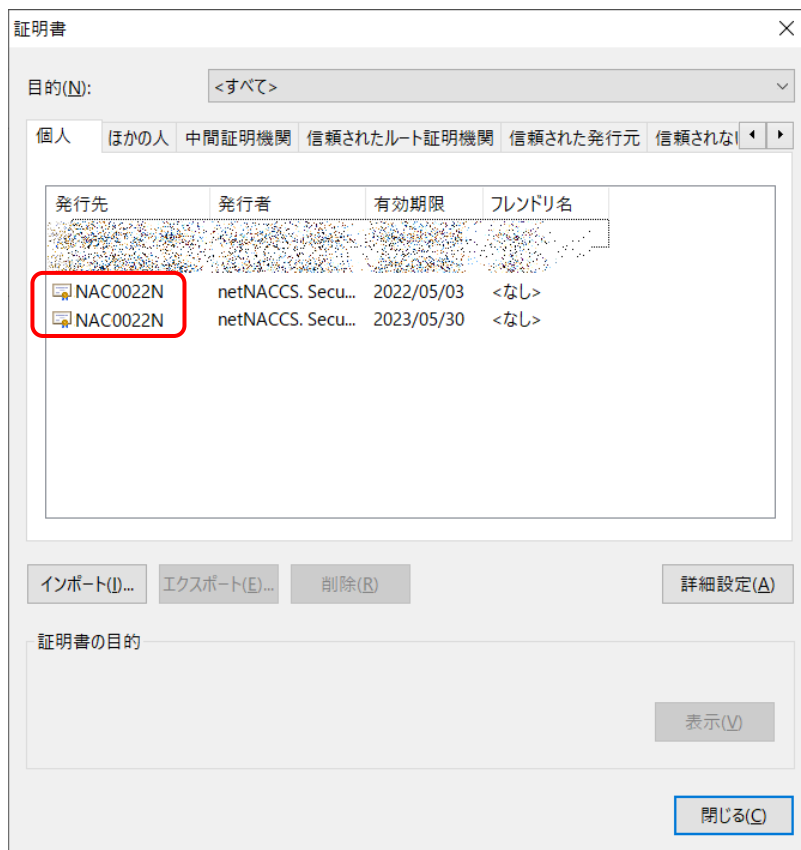 証明書
目的(N): <すべて>
個人 ほかの人 中間証明機関 信頼されたルート証明機関 信頼された発行元 信頼されない
発行先 発行者 有効期限 フレンドリ名
NAC0022N netNACCS. Secu... 2022/05/03 <なし>
NAC0022N netNACCS. Secu... 2023/05/30 <なし>
インポート(I)... エクスポート(E)... 削除(R) 詳細設定(A)
証明書の目的
表示(V)
閉じる(C)